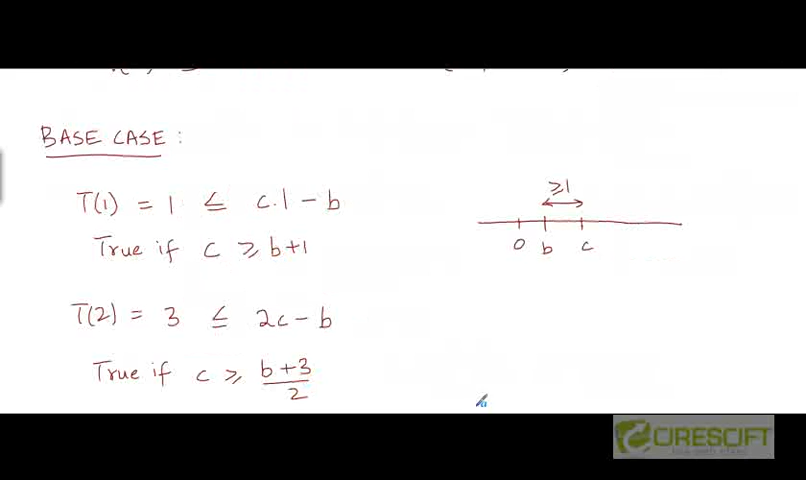 BASE CASE :
T(1) = 1 ≤ c.1 - b
True if c ≥ b+1
≥1
0 b c
T(2) = 3 ≤ 2c - b
True if c ≥ b+3
2
CIRESCIFT